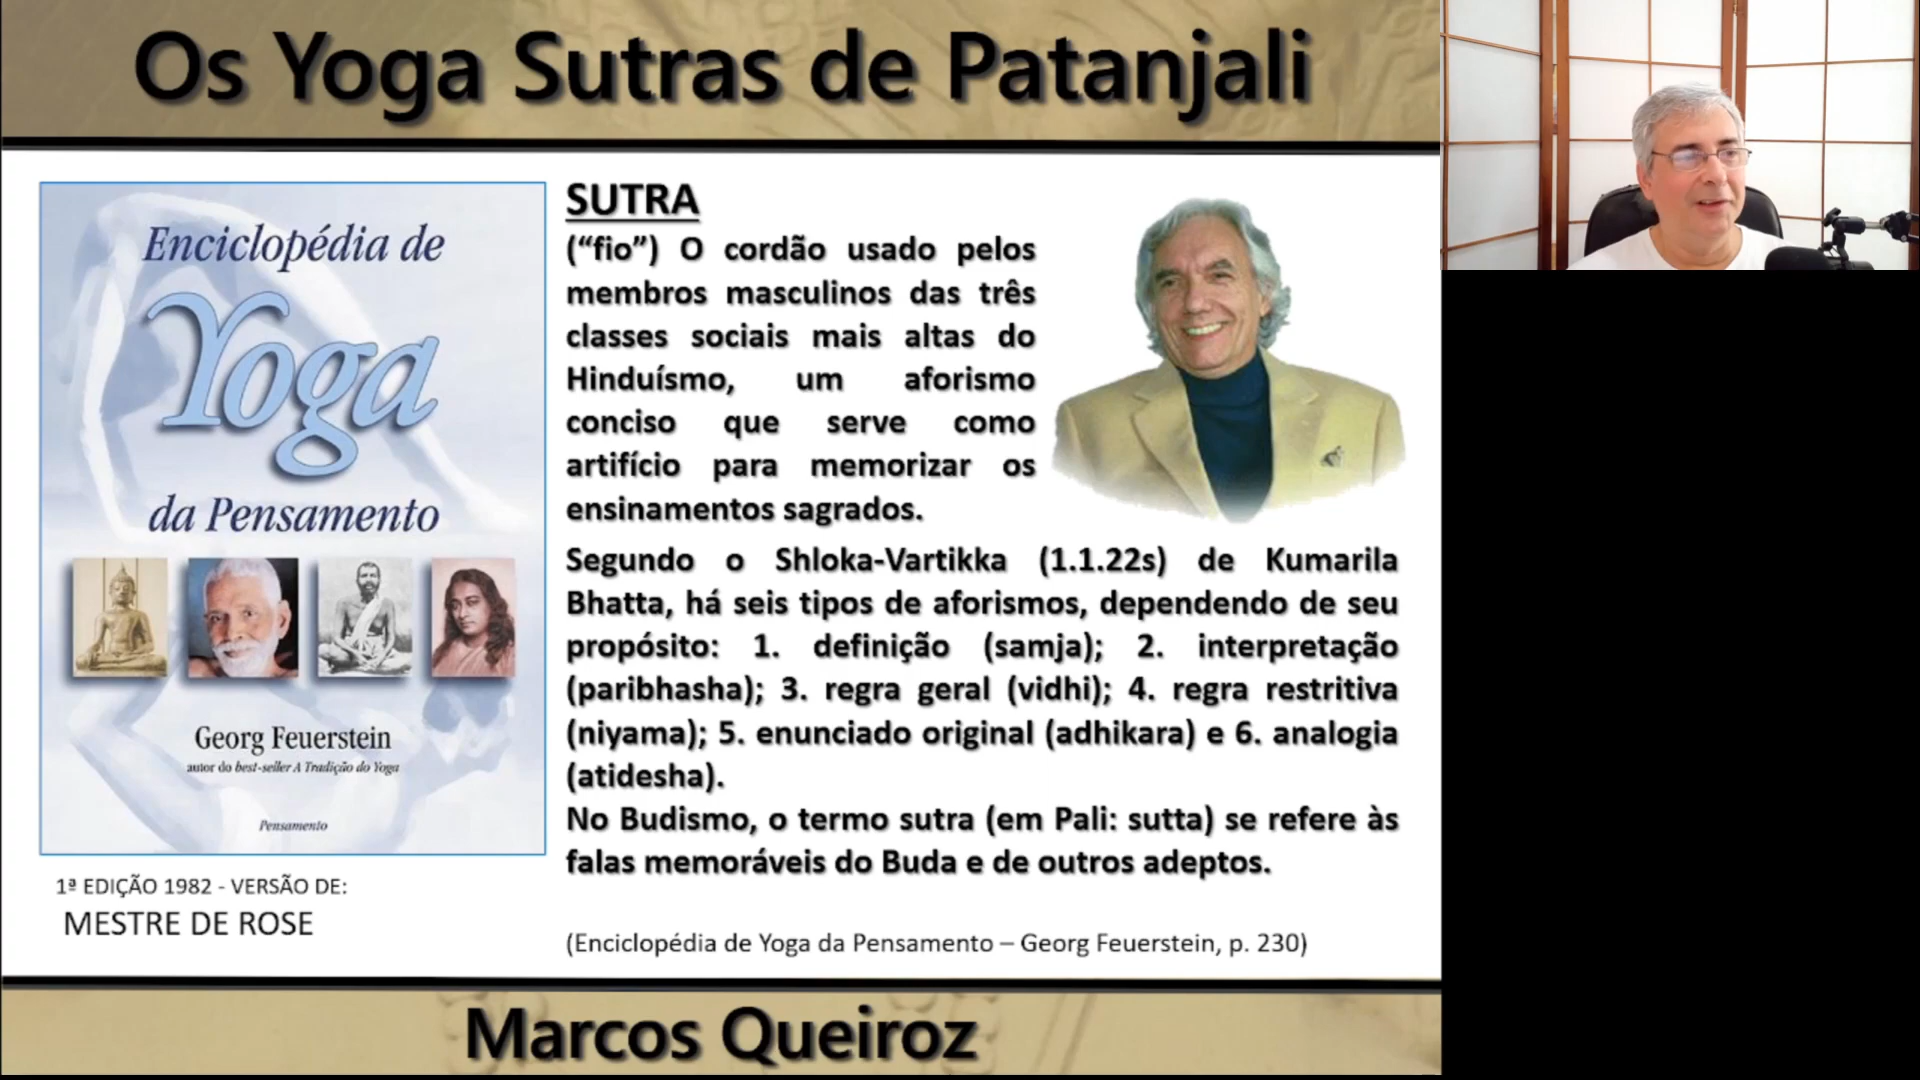 Os Yoga Sutras de Patanjali
Enciclopédia de
Yoga
da Pensamento
Georg Feuerstein
autor do best-seller A Tradição do Yoga
Pensamento
1ª EDIÇÃO 1982 - VERSÃO DE:
MESTRE DE ROSE
SUTRA
(“fio”) O cordão usado pelos
membros masculinos das três
classes sociais mais altas do
Hinduísmo, um aforismo
conciso que serve como
artifício para memorizar os
ensinamentos sagrados.
Segundo o Shloka-Vartikka (1.1.22s) de Kumarila
Bhatta, há seis tipos de aforismos, dependendo de seu
propósito: 1. definição (samja); 2. interpretação
(paribhasha); 3. regra geral (vidhi); 4. regra restritiva
(niyama); 5. enunciado original (adhikara) e 6. analogia
(atidesha).
No Budismo, o termo sutra (em Pali: sutta) se refere às
falas memoráveis do Buda e de outros adeptos.
(Enciclopédia de Yoga da Pensamento – Georg Feuerstein, p. 230)
Marcos Queiroz